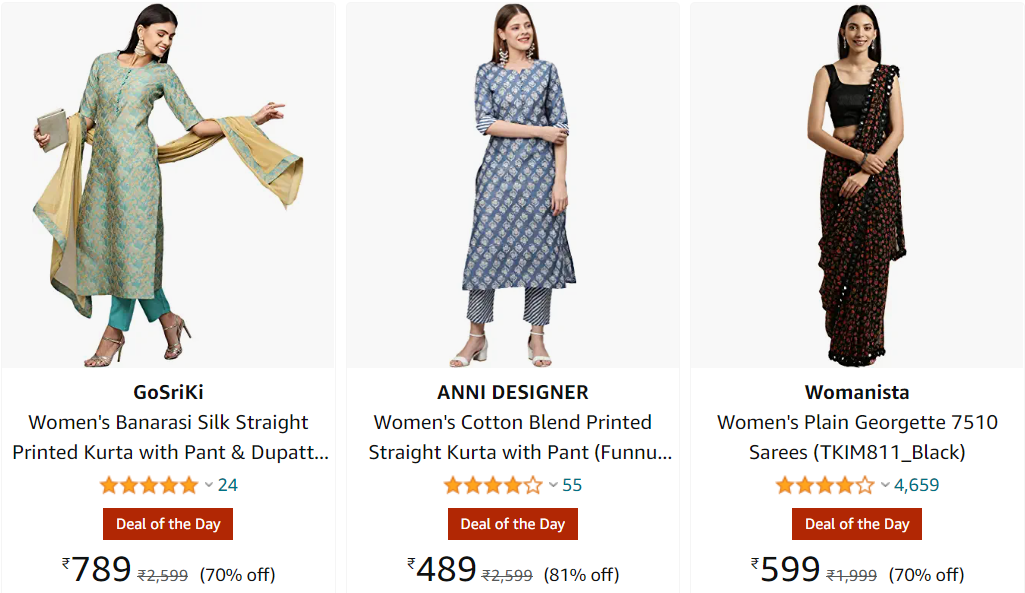 GoSriKi
Women's Banarasi Silk Straight
Printed Kurta with Pant & Dupatt...
24
Deal of the Day
₹789 ₹2,599 (70% off)
ANNI DESIGNER
Women's Cotton Blend Printed
Straight Kurta with Pant (Funnu...
55
Deal of the Day
₹489 ₹2,599 (81% off)
Womanista
Women's Plain Georgette 7510
Sarees (TKIM811_Black)
4,659
Deal of the Day
₹599 ₹1,999 (70% off)